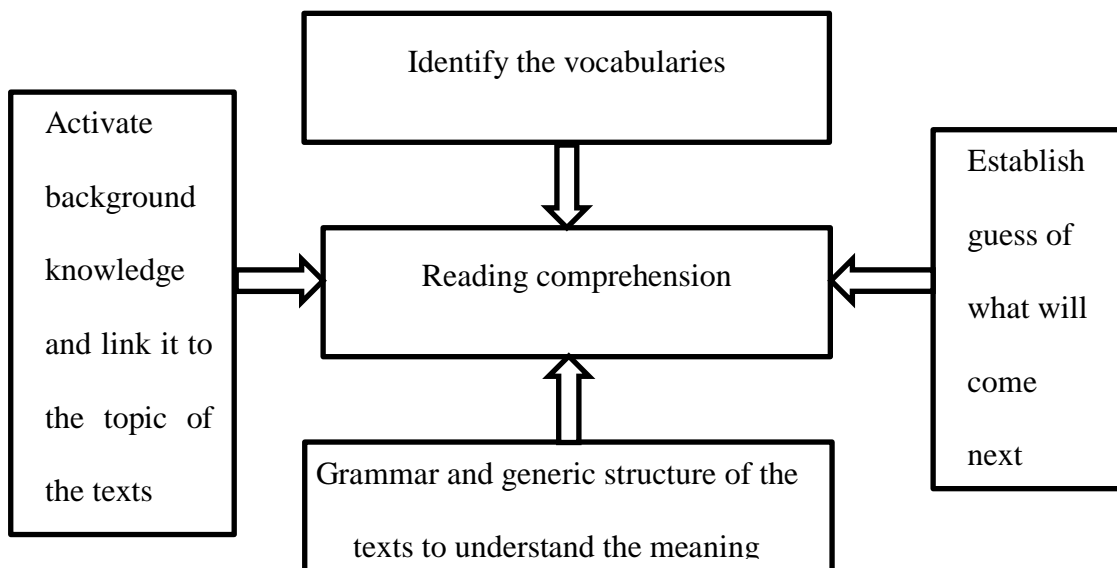 Identify the vocabularies
Activate
background
knowledge
and link it to
the topic of
the texts
Reading comprehension
Establish
guess of
what will
come
next
Grammar and generic structure of the
texts to understand the meaning